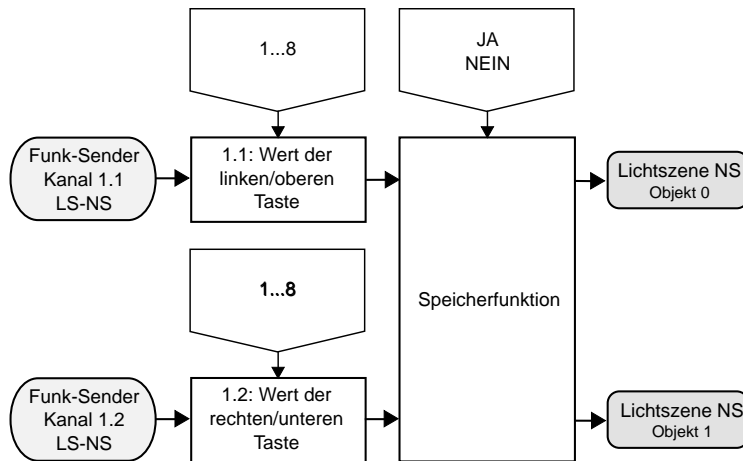 1...8
JA
NEIN
Funk-Sender
Kanal 1.1
LS-NS
1.1: Wert der
linken/oberen
Taste
Lichtszene NS
Objekt 0
1...8
Speicherfunktion
Funk-Sender
Kanal 1.2
LS-NS
1.2: Wert der
rechten/unteren
Taste
Lichtszene NS
Objekt 1